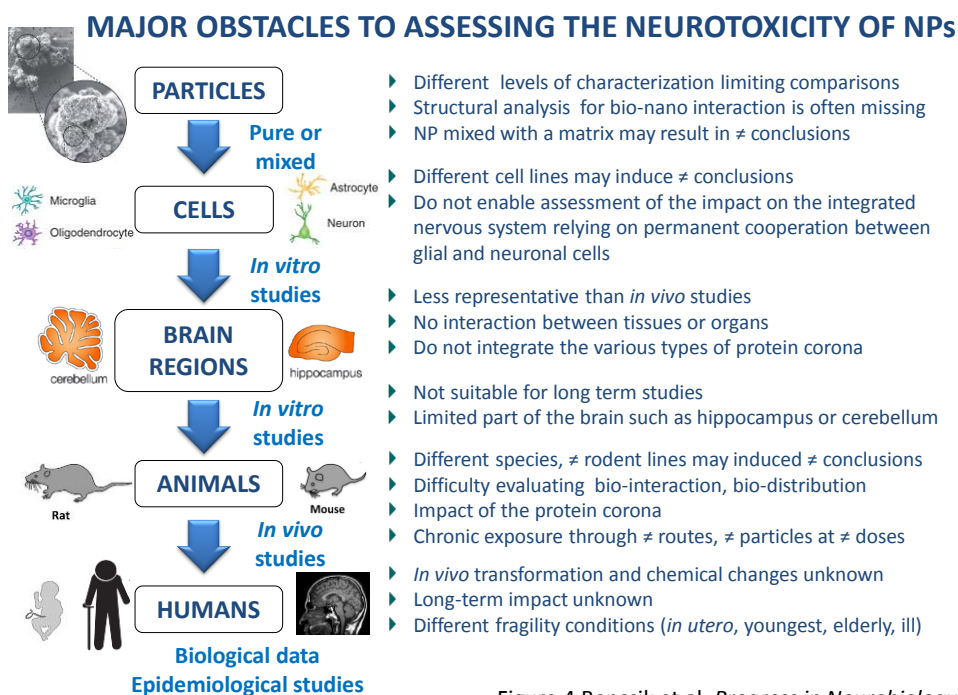 MAJOR OBSTACLES TO ASSESSING THE NEUROTOXICITY OF NPs
PARTICLES
Different levels of characterization limiting comparisons
Structural analysis for bio-nano interaction is often missing
NP mixed with a matrix may result in ≠ conclusions
Pure or
mixed
Microglia
Oligodendrocyte
CELLS
Astrocyte
Neuron
Different cell lines may induce ≠ conclusions
Do not enable assessment of the impact on the integrated
nervous system relying on permanent cooperation between
glial and neuronal cells
In vitro
studies
cerebellum
BRAIN
REGIONS
hippocampus
Less representative than in vivo studies
No interaction between tissues or organs
Do not integrate the various types of protein corona
In vitro
studies
Not suitable for long term studies
Limited part of the brain such as hippocampus or cerebellum
Rat
ANIMALS
Mouse
Different species, ≠ rodent lines may induced ≠ conclusions
Difficulty evaluating bio-interaction, bio-distribution
Impact of the protein corona
Chronic exposure through ≠ routes, ≠ particles at ≠ doses
In vivo
studies
HUMANS
In vivo transformation and chemical changes unknown
Long-term impact unknown
Different fragility conditions (in utero, youngest, elderly, ill)
Biological data
Epidemiological studies